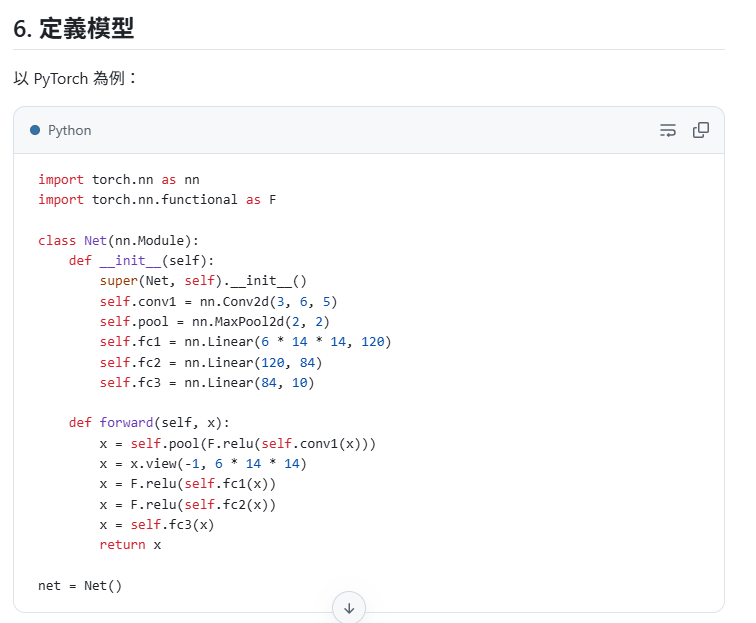 6. 定義模型
以 PyTorch 為例：
Python
import torch.nn as nn
import torch.nn.functional as F
class Net(nn.Module):
    def __init__(self):
        super(Net, self).__init__()
        self.conv1 = nn.Conv2d(3, 6, 5)
        self.pool = nn.MaxPool2d(2, 2)
        self.fc1 = nn.Linear(6 * 14 * 14, 120)
        self.fc2 = nn.Linear(120, 84)
        self.fc3 = nn.Linear(84, 10)
    def forward(self, x):
        x = self.pool(F.relu(self.conv1(x)))
        x = x.view(-1, 6 * 14 * 14)
        x = F.relu(self.fc1(x))
        x = F.relu(self.fc2(x))
        x = self.fc3(x)
        return x
net = Net()